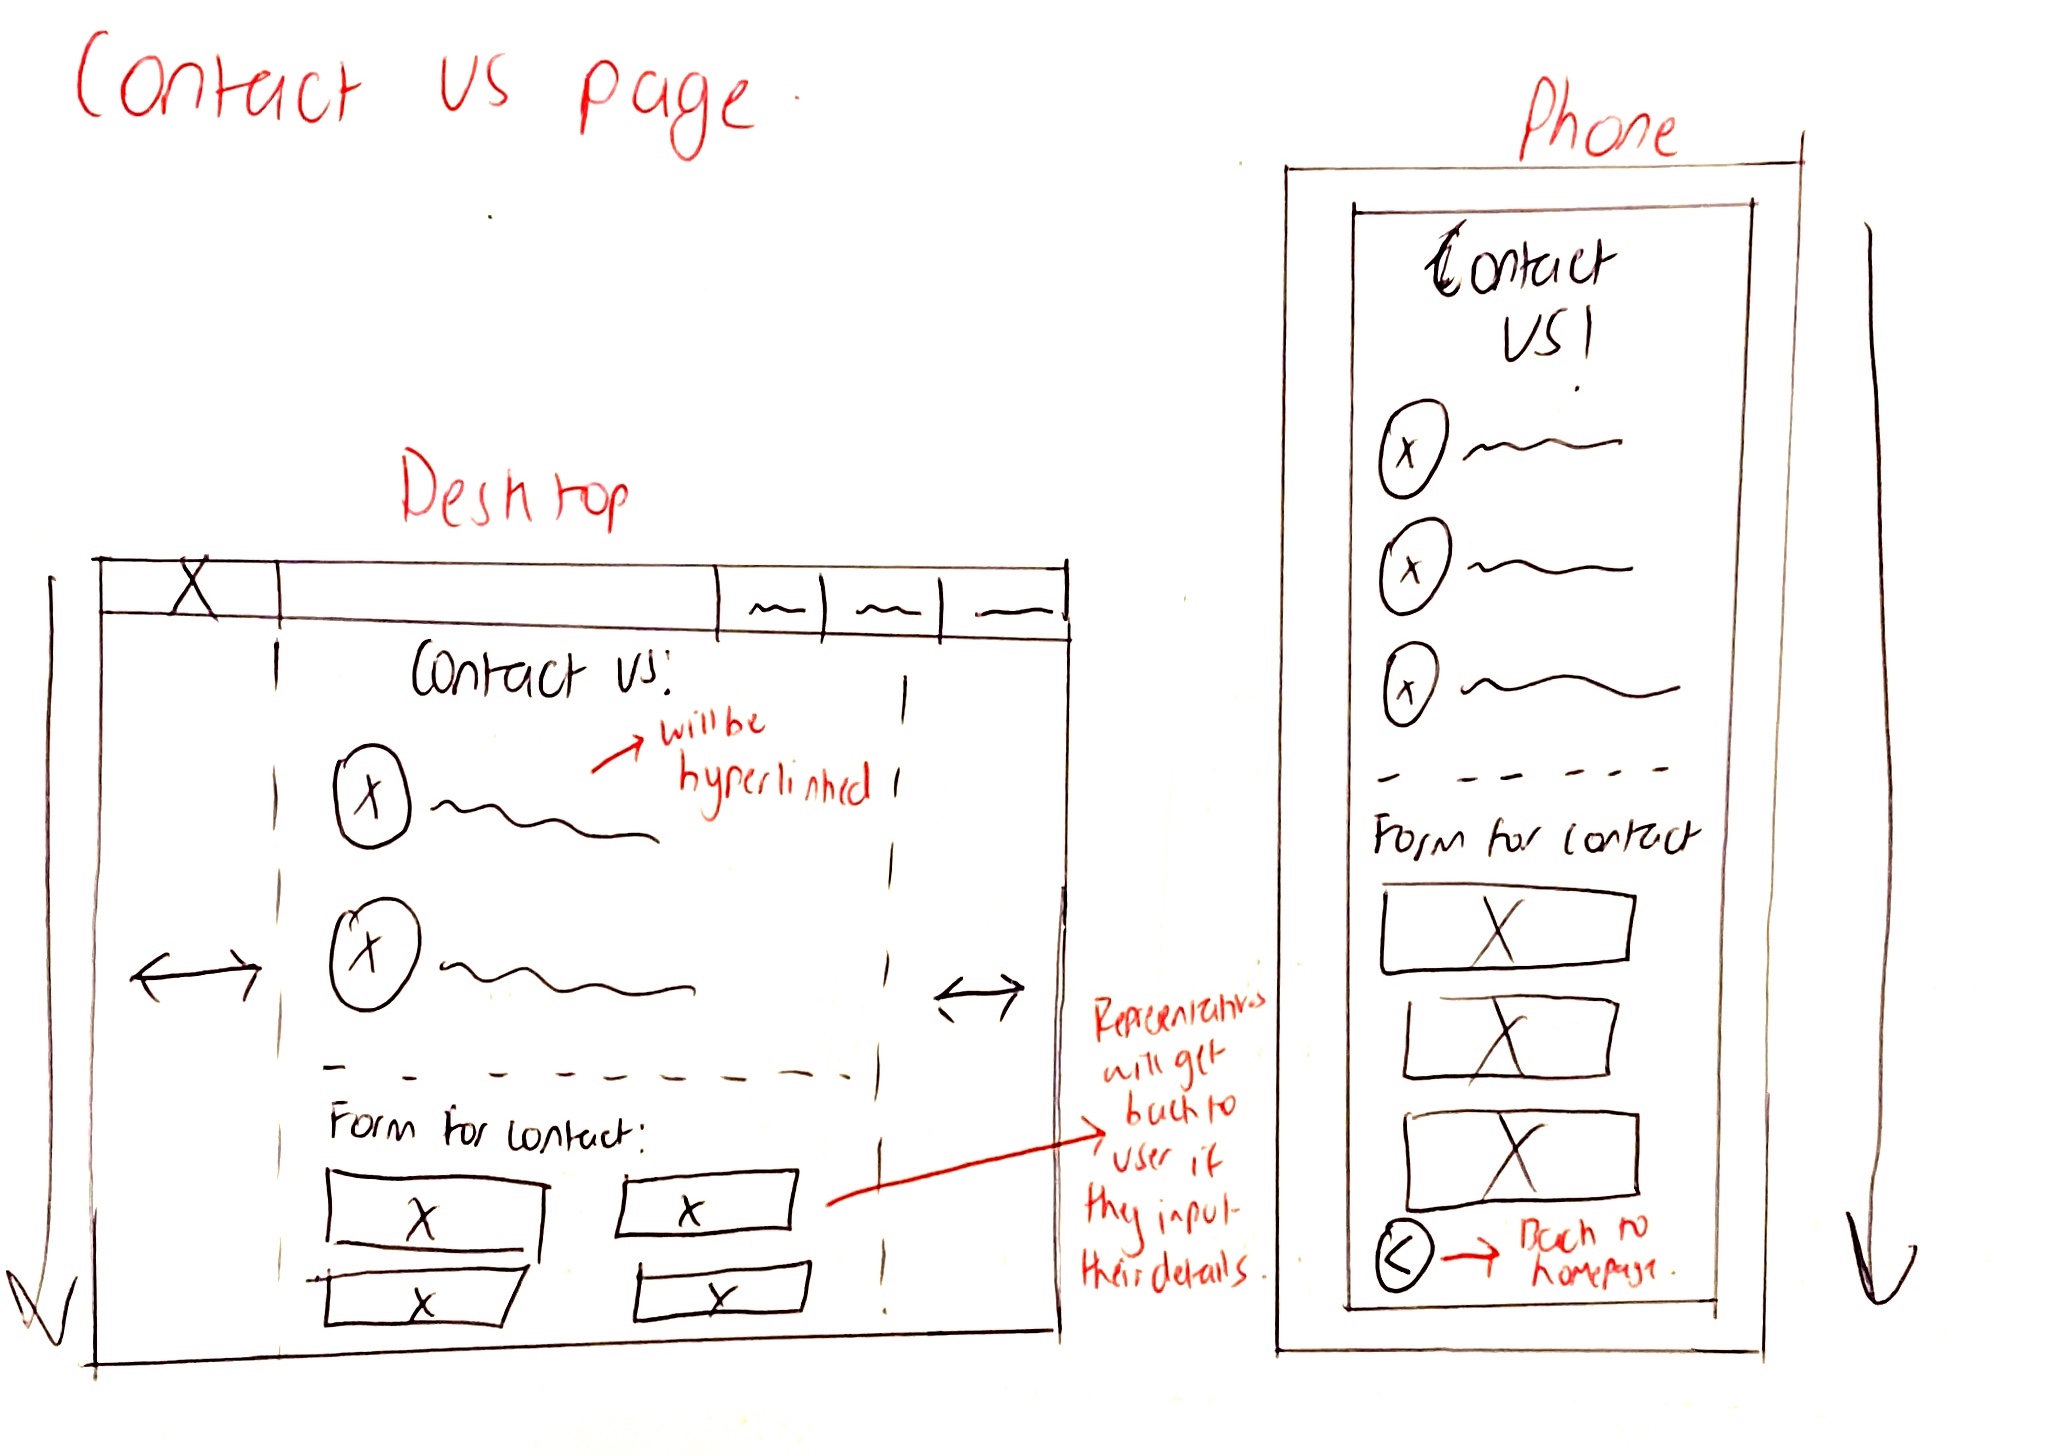 Contact us page
Desktop
X
Contact us:
will be
hyperlinked
X
X
Form for contact:
X
X
X
X
Representatives
will get
back to
user if
they input
their details.
Phone
Contact
us!
X
X
X
Form for contact
X
X
X
<
Back to
homepage.